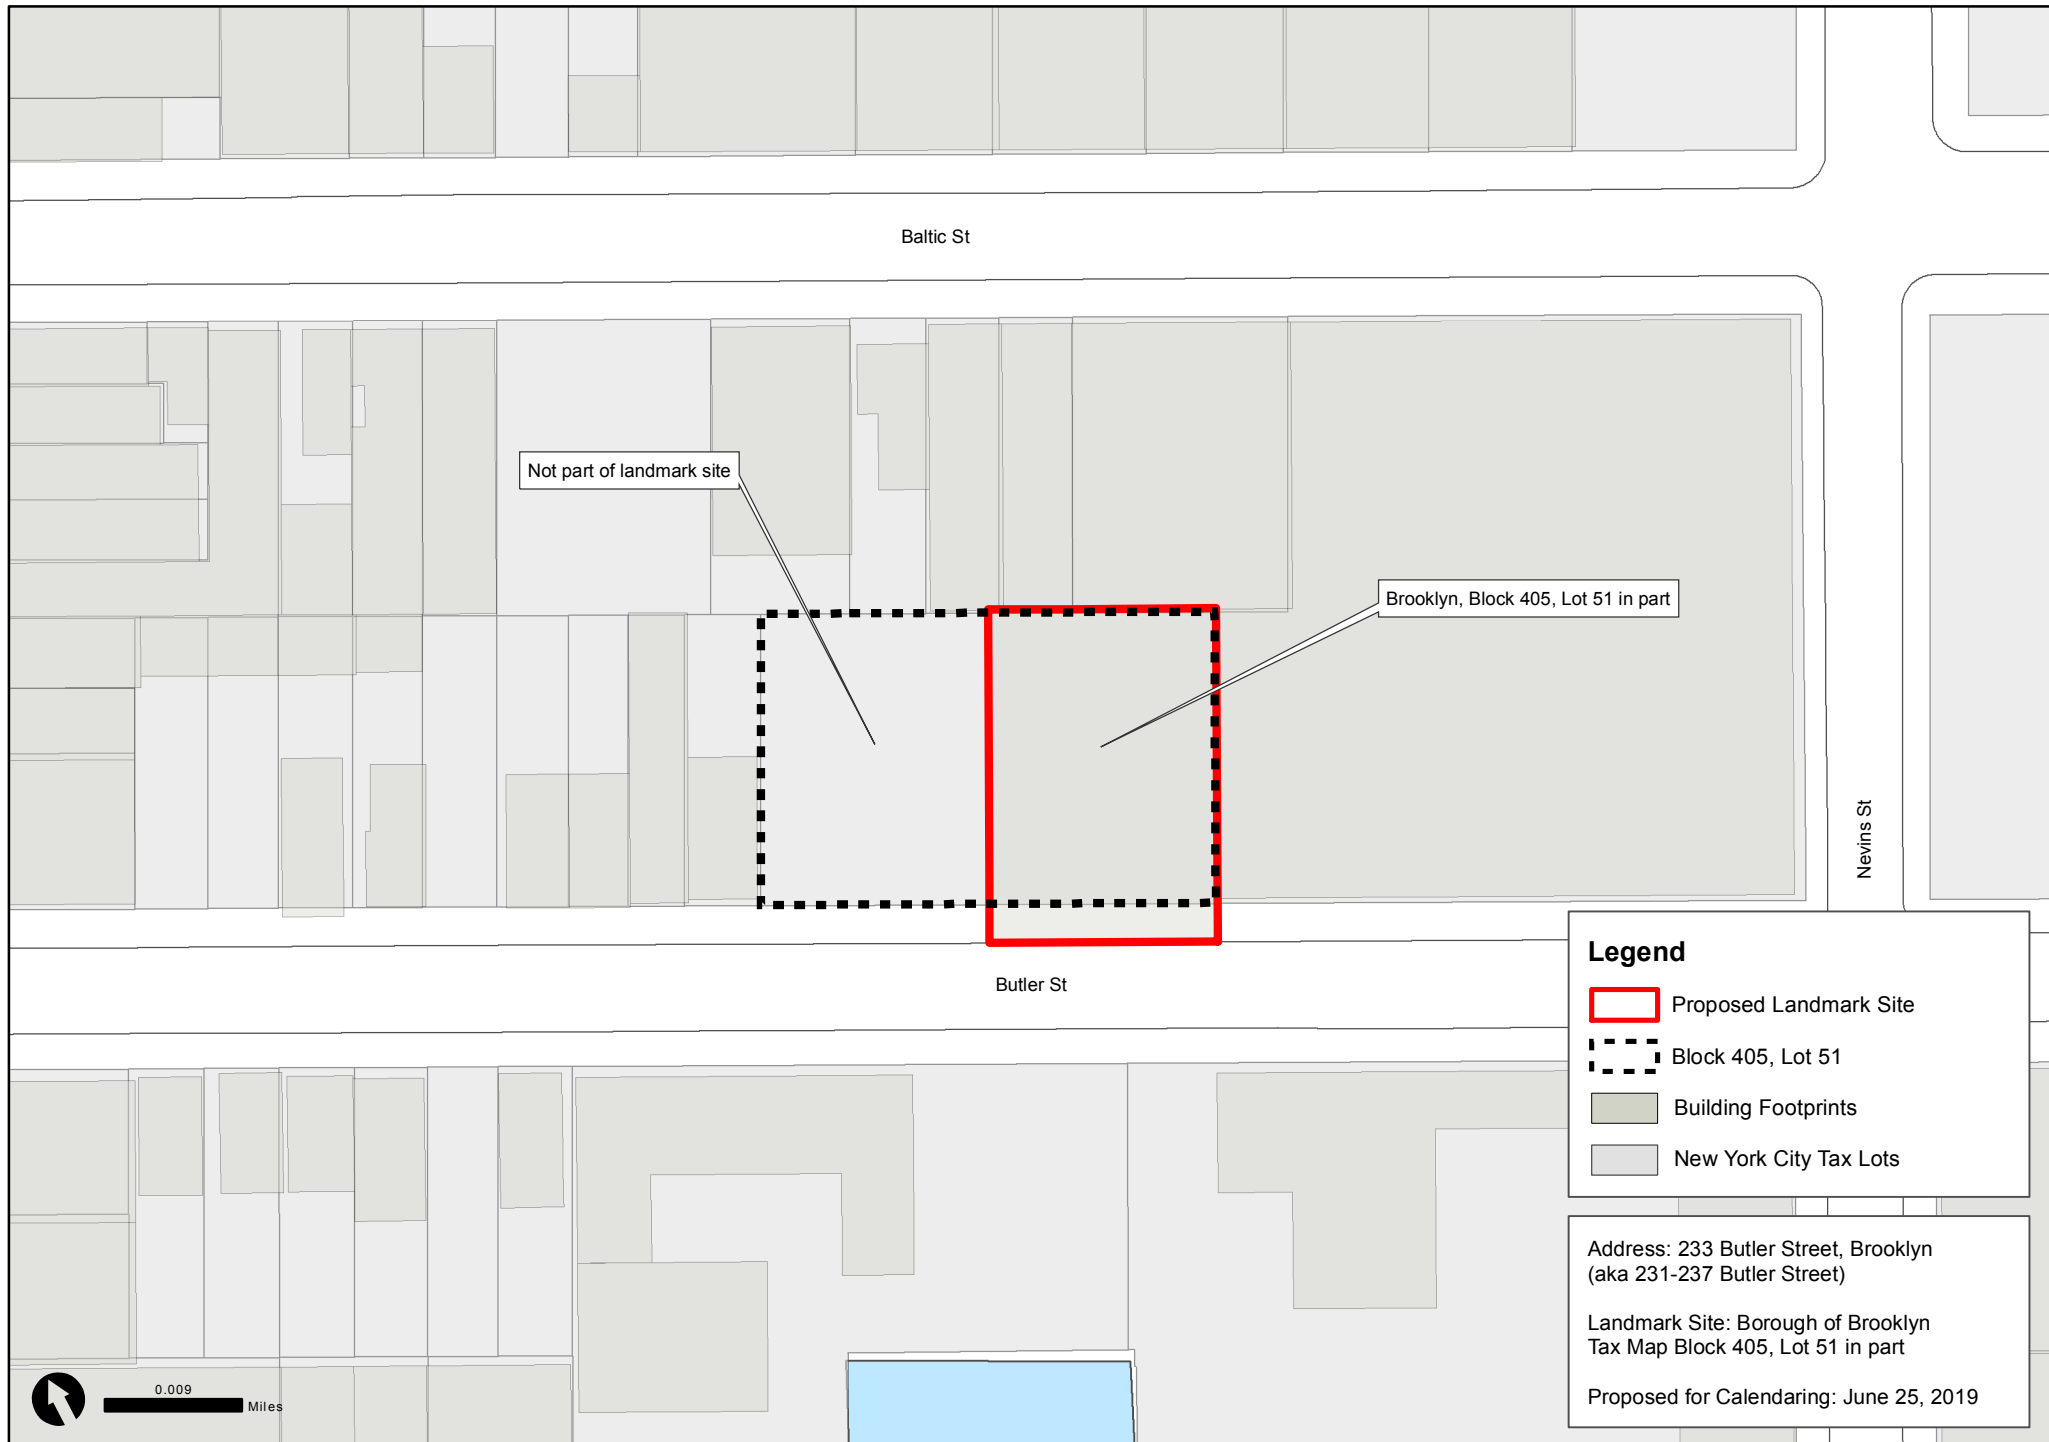 Baltic St
Not part of landmark site
Brooklyn, Block 405, Lot 51 in part
Nevins St
Butler St
Legend
Proposed Landmark Site
Block 405, Lot 51
Building Footprints
New York City Tax Lots
Address: 233 Butler Street, Brooklyn
(aka 231-237 Butler Street)
Landmark Site: Borough of Brooklyn
Tax Map Block 405, Lot 51 in part
Proposed for Calendaring: June 25, 2019
0.009
Miles